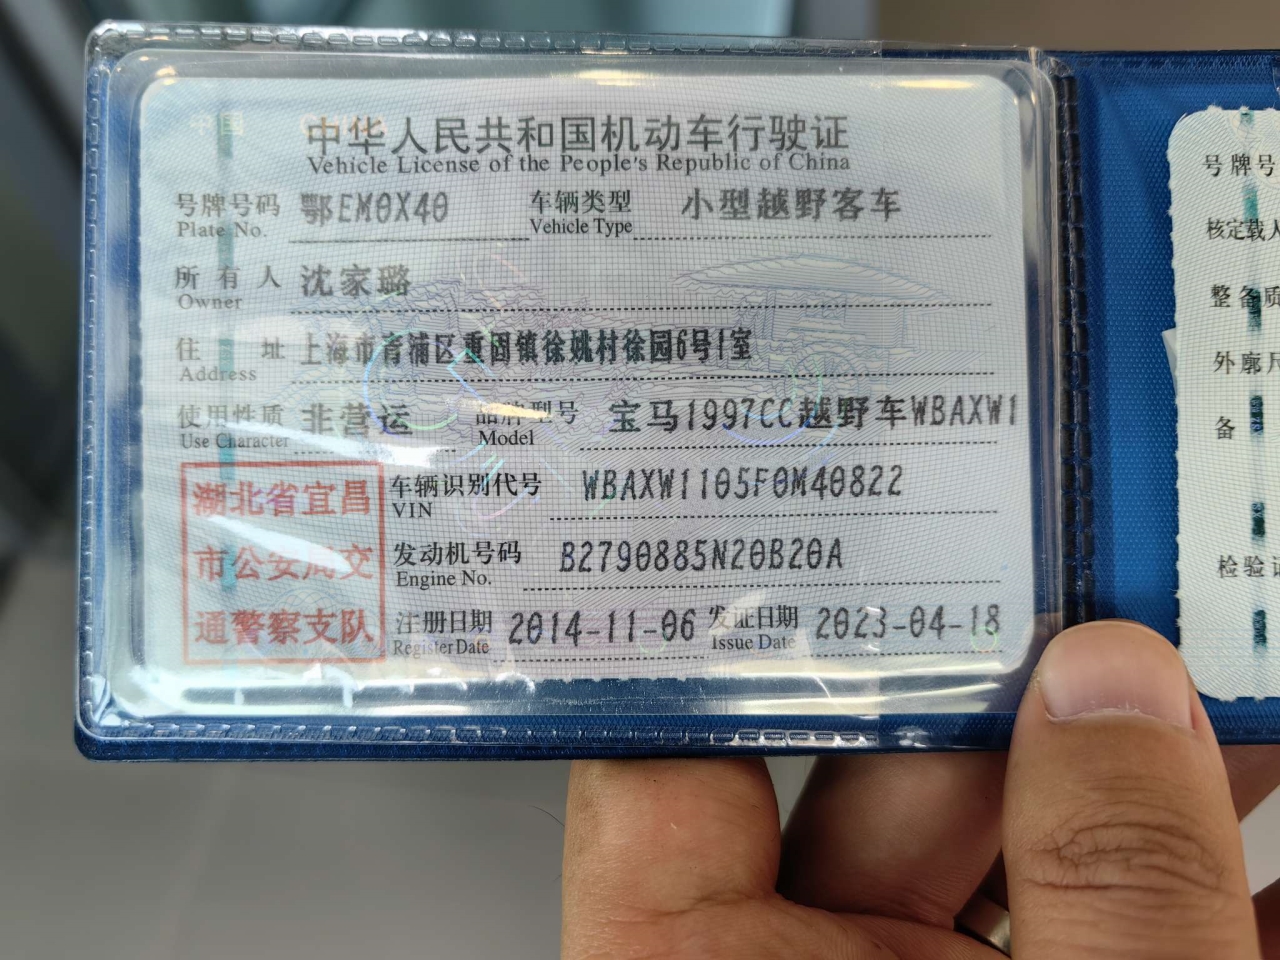 中华人民共和国机动车行驶证
Vehicle License of the People's Republic of China
号牌号码 鄂EM0X40 车辆类型 小型越野客车
Plate No. Vehicle Type
所有人 沈家璐
Owner
住址 上海市青浦区重固镇徐姚村徐园6号1室
Address
使用性质 非营运 品牌型号 宝马1997CC越野车WBAXW1
Use Character Model
车辆识别代号 WBAXW1105F0M40822
VIN
发动机号码 B2790885N20B20A
Engine No.
注册日期 2014-11-06 发证日期 2023-04-18
Register Date Issue Date
湖北省宜昌
市公安局交
通警察支队
号牌号
核定载人
整备质
外廓尺
备
检验记